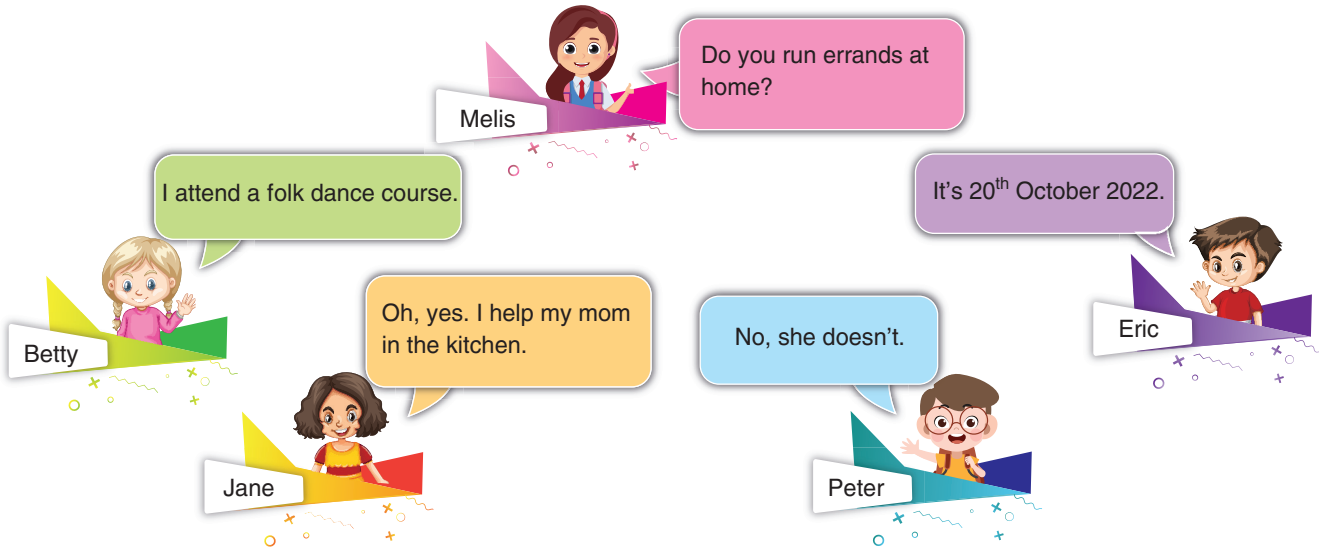 Do you run errands at
home?
Melis
I attend a folk dance course.
It's 20th October 2022.
Betty
Oh, yes. I help my mom
in the kitchen.
No, she doesn't.
Eric
Jane
Peter